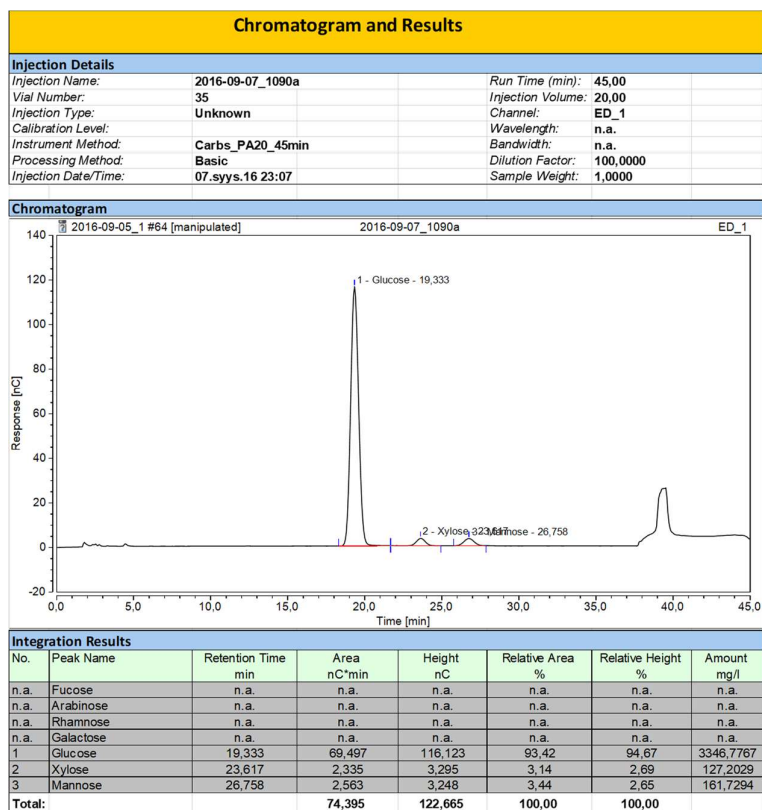 Chromatogram and Results
Injection Details
Injection Name: 2016-09-07_1090a Run Time (min): 45,00
Vial Number: 35 Injection Volume: 20,00
Injection Type: Unknown Channel: ED_1
Calibration Level: Wavelength: n.a.
Instrument Method: Carbs_PA20_45min Bandwidth: n.a.
Processing Method: Basic Dilution Factor: 100,0000
Injection Date/Time: 07.syys.16 23:07 Sample Weight: 1,0000
Chromatogram
2016-09-05_1 #64 [manipulated] 2016-09-07_1090a ED_1
140
120
100
80
60
40
20
0
-20
Response [nC]
1 - Glucose - 19,333
2 - Xylose - 23,617
3 - Mannose - 26,758
0,0 5,0 10,0 15,0 20,0 25,0 30,0 35,0 40,0 45,0
Time [min]
Integration Results
No. Peak Name Retention Time Area Height Relative Area Relative Height Amount
min nC*min nC % % mg/l
n.a. Fucose n.a. n.a. n.a. n.a. n.a. n.a.
n.a. Arabinose n.a. n.a. n.a. n.a. n.a. n.a.
n.a. Rhamnose n.a. n.a. n.a. n.a. n.a. n.a.
n.a. Galactose n.a. n.a. n.a. n.a. n.a. n.a.
1 Glucose 19,333 69,497 116,123 93,42 94,67 3346,7767
2 Xylose 23,617 2,335 3,295 3,14 2,69 127,2029
3 Mannose 26,758 2,563 3,248 3,44 2,65 161,7294
Total: 74,395 122,665 100,00 100,00